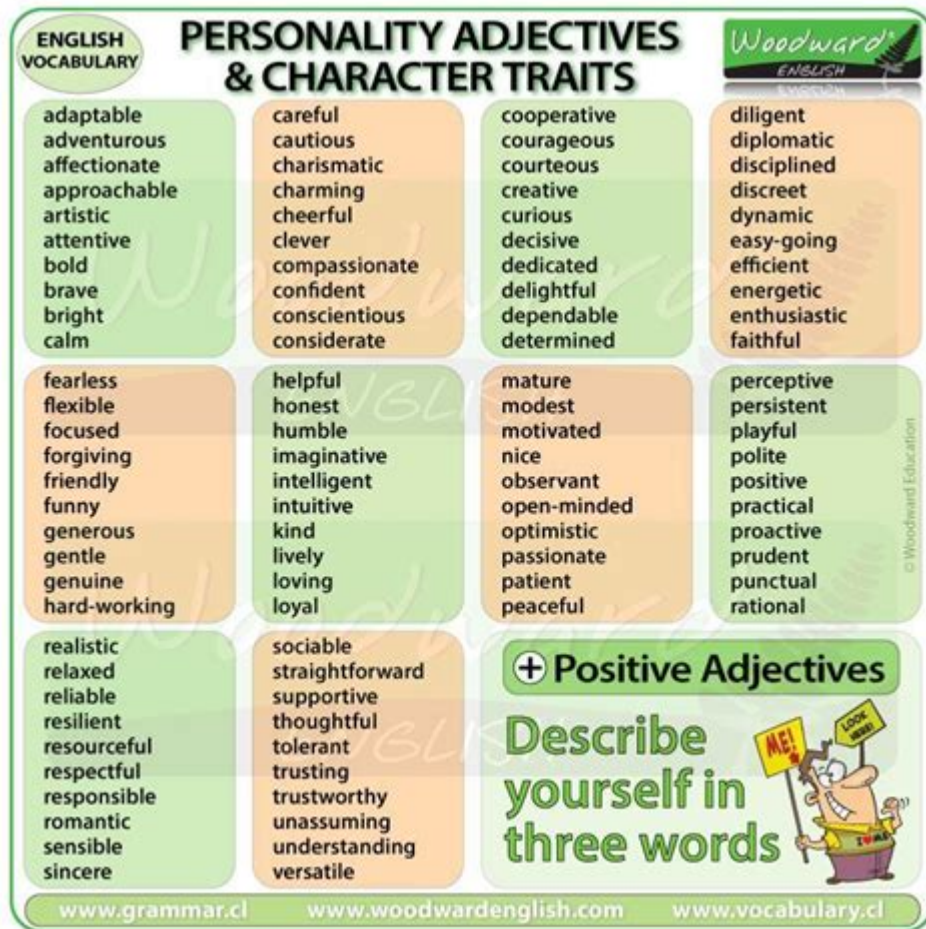 ENGLISH
VOCABULARY
PERSONALITY ADJECTIVES
& CHARACTER TRAITS
Woodward®
ENGLISH
adaptable
adventurous
affectionate
approachable
artistic
attentive
bold
brave
bright
calm
careful
cautious
charismatic
charming
cheerful
clever
compassionate
confident
conscientious
considerate
cooperative
courageous
courteous
creative
curious
decisive
dedicated
delightful
dependable
determined
diligent
diplomatic
disciplined
discreet
dynamic
easy-going
efficient
energetic
enthusiastic
faithful
fearless
flexible
focused
forgiving
friendly
funny
generous
gentle
genuine
hard-working
helpful
honest
humble
imaginative
intelligent
intuitive
kind
lively
loving
loyal
mature
modest
motivated
nice
observant
open-minded
optimistic
passionate
patient
peaceful
perceptive
persistent
playful
polite
positive
practical
proactive
prudent
punctual
rational
© Woodward Education
realistic
relaxed
reliable
resilient
resourceful
respectful
responsible
romantic
sensible
sincere
sociable
straightforward
supportive
thoughtful
tolerant
trusting
trustworthy
unassuming
understanding
versatile
+ Positive Adjectives
Describe
yourself in
three words
ME!
LOOK
HERE!
I ♥ ME
Woodward
ENGLISH
Woodward
ENGLISH
www.grammar.cl www.woodwardenglish.com www.vocabulary.cl